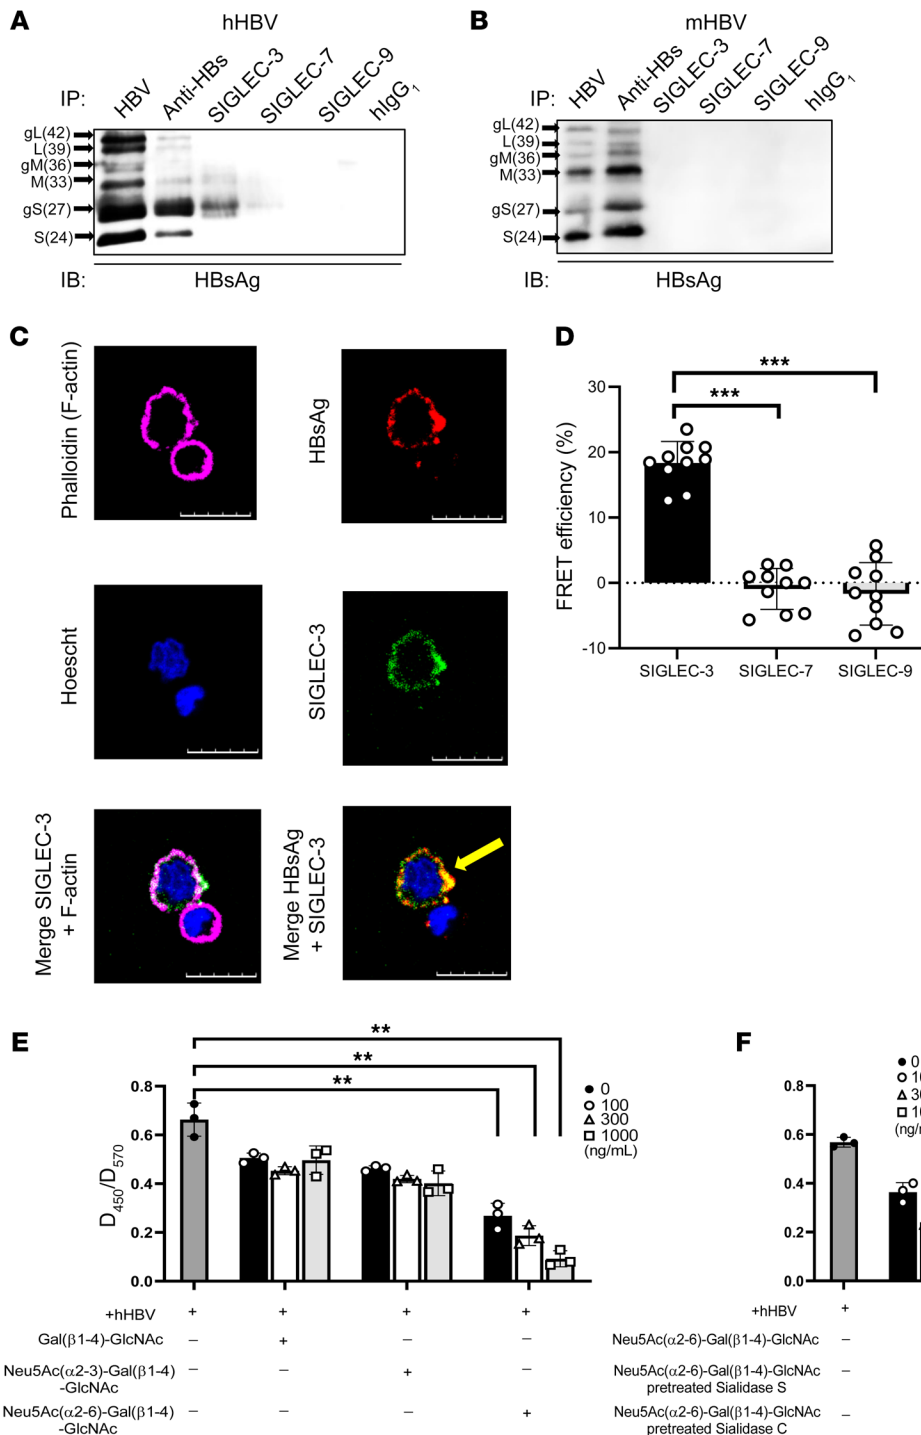 A
hHBV
IP:
HBV
Anti-HBs
SIGLEC-3
SIGLEC-7
SIGLEC-9
hIgG1
gL(42)
L(39)
gM(36)
M(33)
gS(27)
S(24)
IB:
HBsAg
B
mHBV
IP:
HBV
Anti-HBs
SIGLEC-3
SIGLEC-7
SIGLEC-9
hIgG1
gL(42)
L(39)
gM(36)
M(33)
gS(27)
S(24)
IB:
HBsAg
C
Phalloidin (F-actin)
HBsAg
Hoescht
SIGLEC-3
Merge SIGLEC-3
+ F-actin
Merge HBsAg
+ SIGLEC-3
D
***
***
FRET efficiency (%)
30
20
10
0
-10
SIGLEC-3
SIGLEC-7
SIGLEC-9
E
**
**
**
D450/D570
0.8
0.6
0.4
0.2
0.0
0
100
300
1000
(ng/mL)
+hHBV + + + +
Gal(β1-4)-GlcNAc – + – –
Neu5Ac(α2-3)-Gal(β1-4)
-GlcNAc – – + –
Neu5Ac(α2-6)-Gal(β1-4)
-GlcNAc – – – +
F
0.8
0.6
0.4
0.2
0.0
0
+hHBV +
Neu5Ac(α2-6)-Gal(β1-4)-GlcNAc –
Neu5Ac(α2-6)-Gal(β1-4)-GlcNAc
pretreated Sialidase S –
Neu5Ac(α2-6)-Gal(β1-4)-GlcNAc
pretreated Sialidase C –